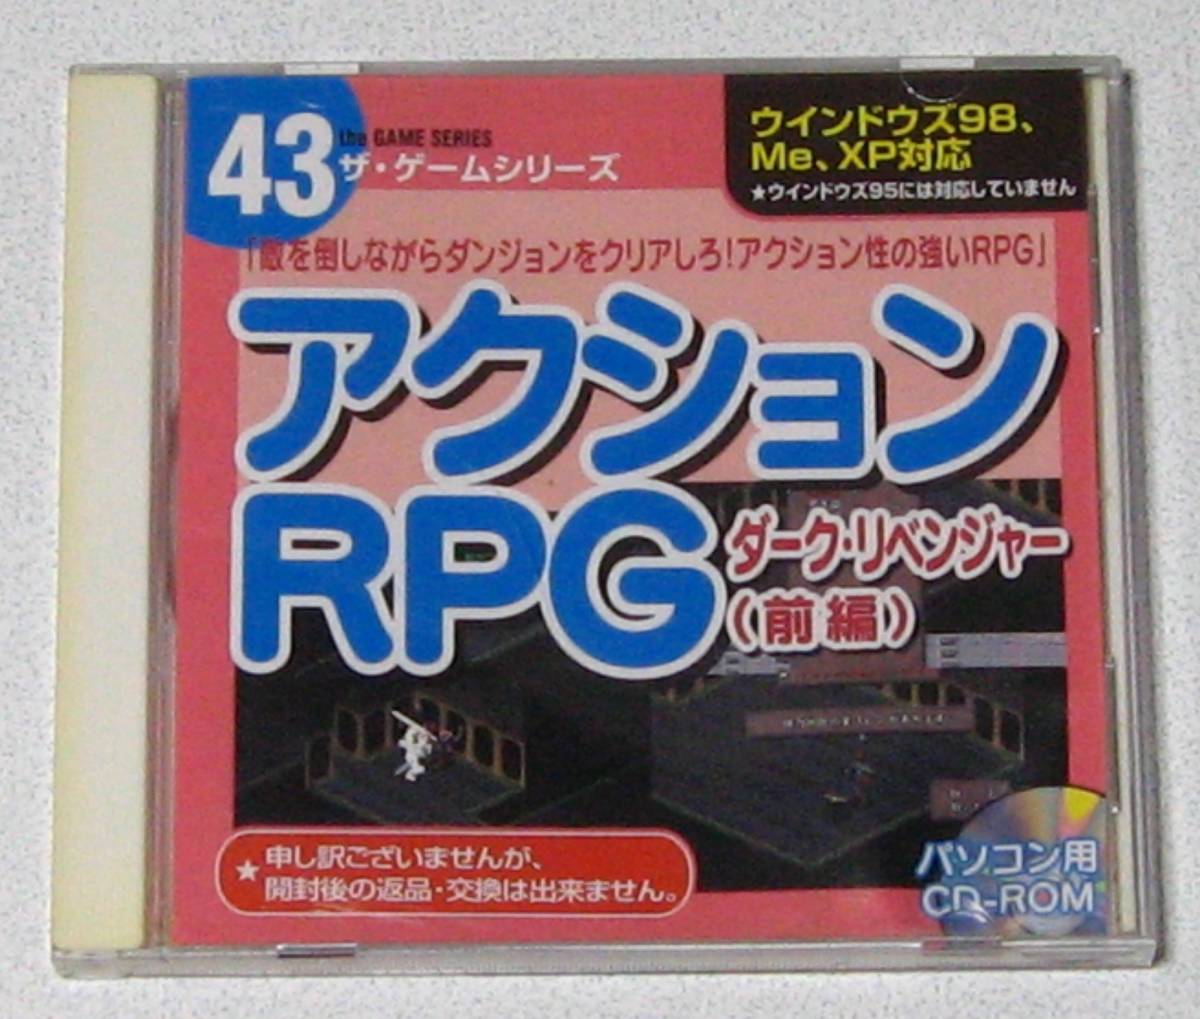 43
the GAME SERIES
ザ・ゲームシリーズ
ウインドウズ98、
Me、XP対応
★ウインドウズ95には対応していません
「敵を倒しながらダンジョンをクリアしろ!アクション性の強いRPG」
アクション
RPG
ダーク・リベンジャー
(前編)
★申し訳ございませんが、
開封後の返品・交換は出来ません。
パソコン用
CD-ROM